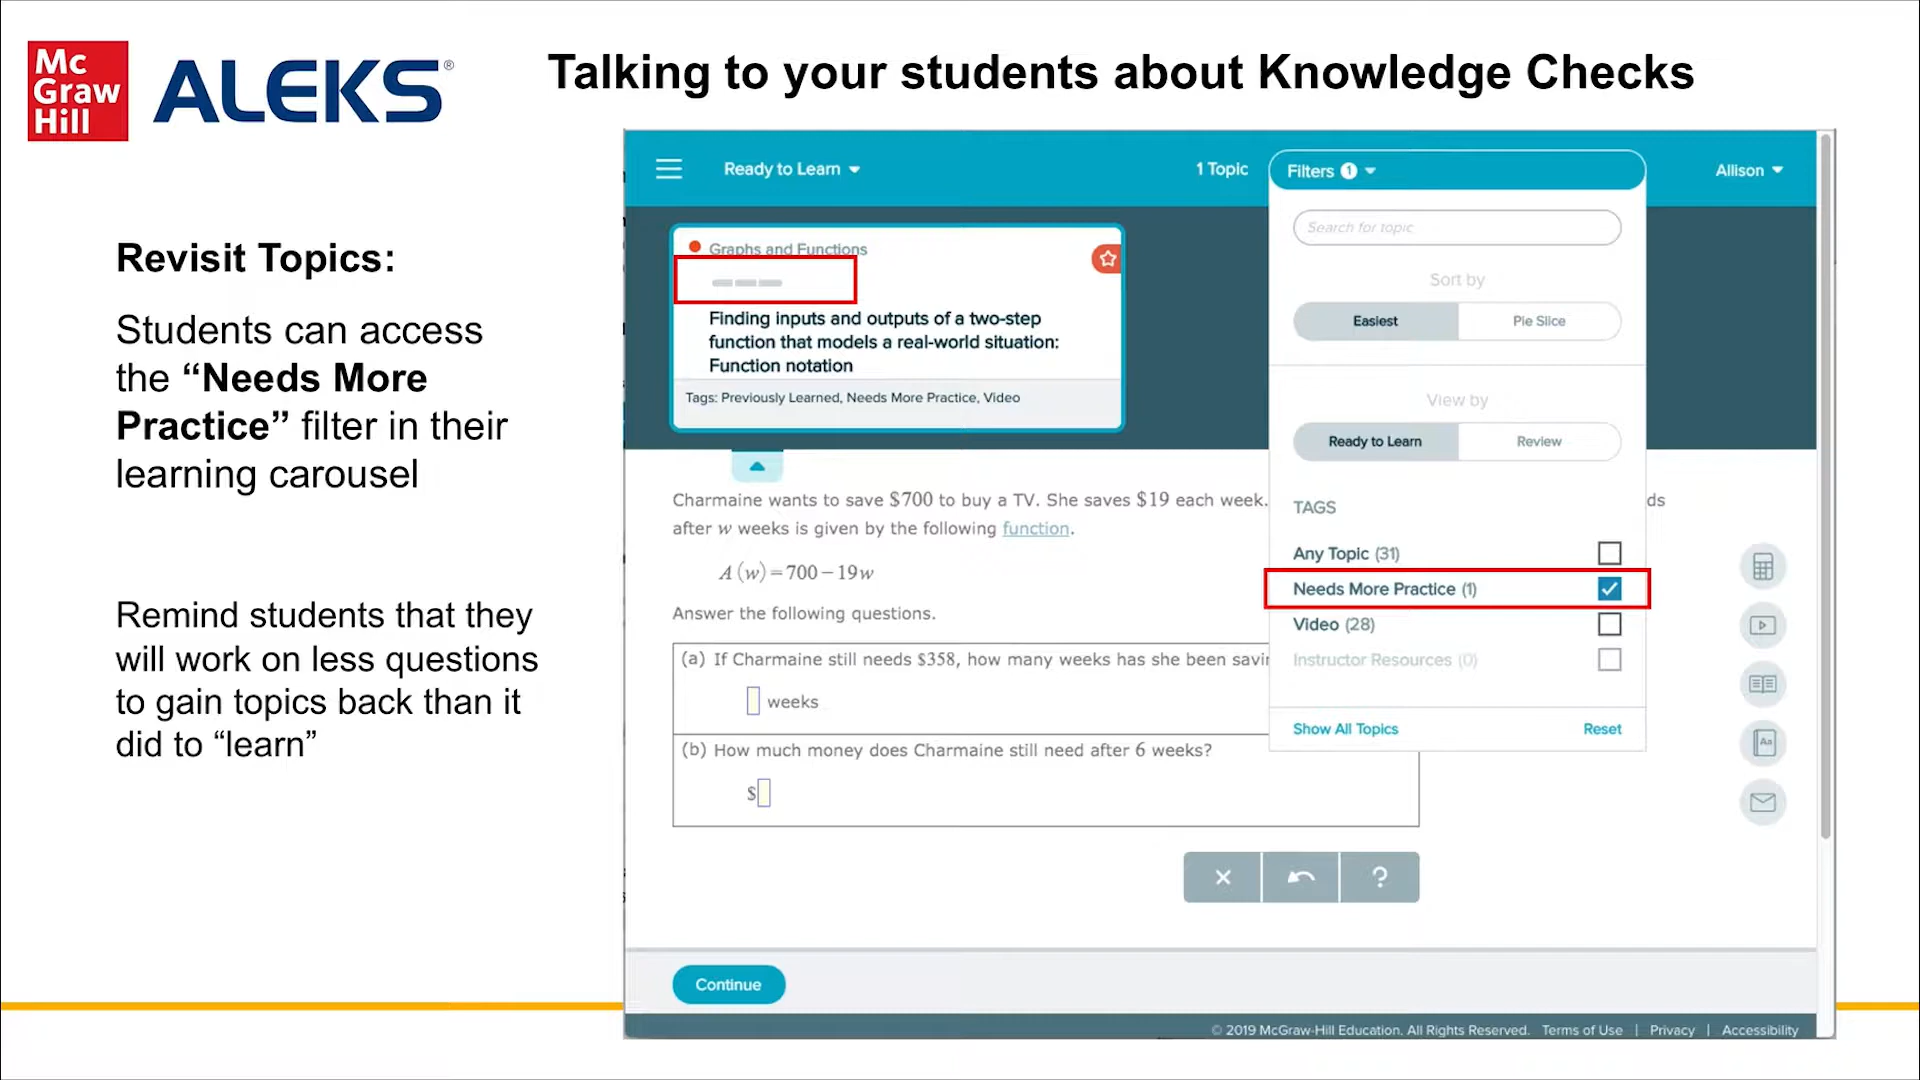 Mc
Graw
Hill
ALEKS®
Talking to your students about Knowledge Checks
Revisit Topics:
Students can access
the “Needs More
Practice” filter in their
learning carousel
Remind students that they
will work on less questions
to gain topics back than it
did to “learn”
Ready to Learn
1 Topic
Filters 1
Allison
Graphs and Functions
Finding inputs and outputs of a two-step
function that models a real-world situation:
Function notation
Tags: Previously Learned, Needs More Practice, Video
Search for topic
Sort by
Easiest
Pie Slice
View by
Ready to Learn
Review
TAGS
Any Topic (31)
Needs More Practice (1)
Video (28)
Instructor Resources (0)
Show All Topics
Reset
Charmaine wants to save $700 to buy a TV. She saves $19 each week. ds
after w weeks is given by the following function.
A (w)=700−19w
Answer the following questions.
(a) If Charmaine still needs $358, how many weeks has she been savin
weeks
(b) How much money does Charmaine still need after 6 weeks?
$
?
Continue
© 2019 McGraw-Hill Education. All Rights Reserved. Terms of Use | Privacy | Accessibility